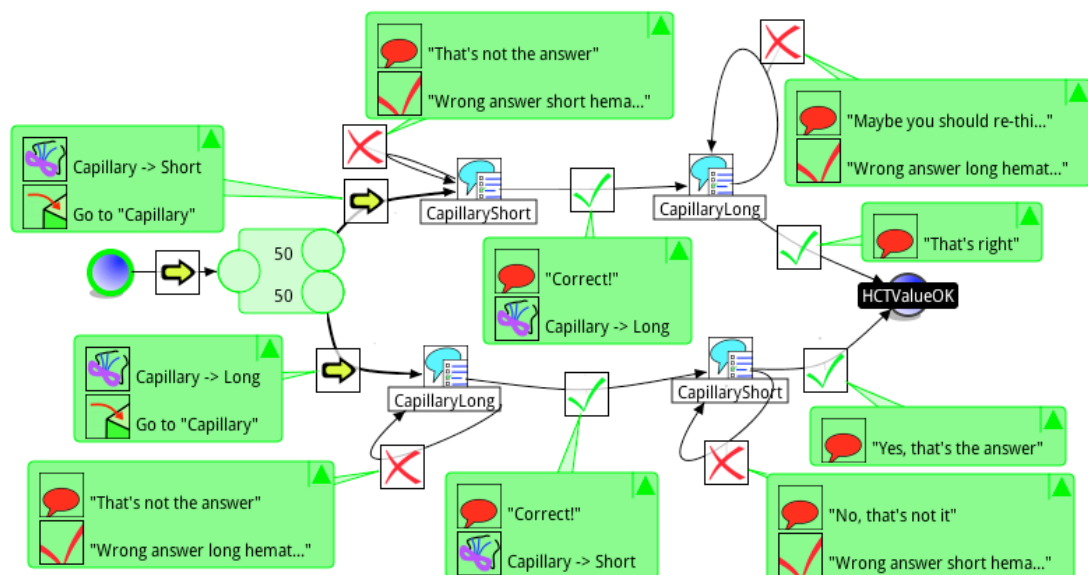 "That's not the answer"
"Wrong answer short hema..."
"Maybe you should re-thi..."
"Wrong answer long hemat..."
Capillary -> Short
Go to "Capillary"
CapillaryShort
CapillaryLong
"That's right"
50
50
"Correct!"
Capillary -> Long
HCTValueOK
Capillary -> Long
Go to "Capillary"
CapillaryLong
CapillaryShort
"Yes, that's the answer"
"That's not the answer"
"Wrong answer long hemat..."
"Correct!"
Capillary -> Short
"No, that's not it"
"Wrong answer short hema..."